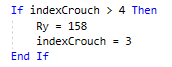 If indexCrouch > 4 Then
    Ry = 158
    indexCrouch = 3
End If